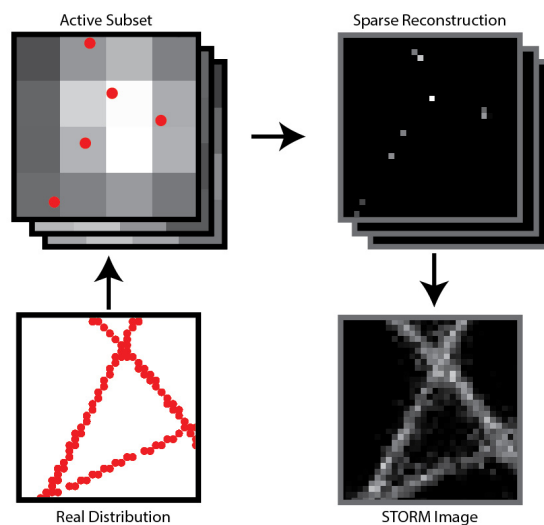 Active Subset
Sparse Reconstruction
Real Distribution
STORM Image